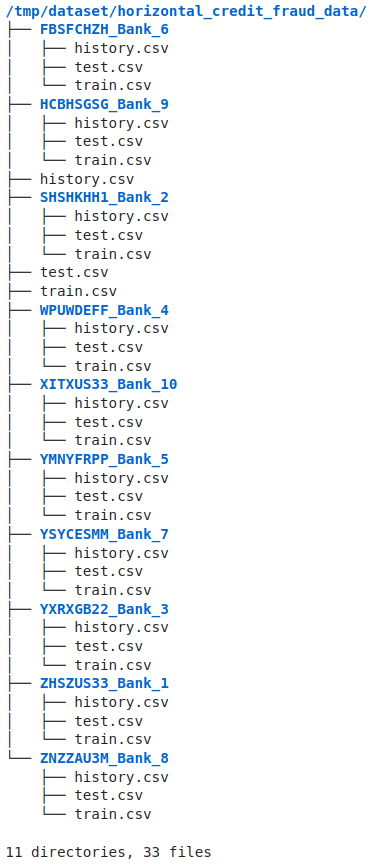 /tmp/dataset/horizontal_credit_fraud_data/
├── FBSFCHZH_Bank_6
│   ├── history.csv
│   ├── test.csv
│   └── train.csv
├── HCBHSGSG_Bank_9
│   ├── history.csv
│   ├── test.csv
│   └── train.csv
├── history.csv
├── SHSHKHH1_Bank_2
│   ├── history.csv
│   ├── test.csv
│   └── train.csv
├── test.csv
├── train.csv
├── WPUWDEFF_Bank_4
│   ├── history.csv
│   ├── test.csv
│   └── train.csv
├── XITXUS33_Bank_10
│   ├── history.csv
│   ├── test.csv
│   └── train.csv
├── YMNYFRPP_Bank_5
│   ├── history.csv
│   ├── test.csv
│   └── train.csv
├── YSYCESMM_Bank_7
│   ├── history.csv
│   ├── test.csv
│   └── train.csv
├── YXRXGB22_Bank_3
│   ├── history.csv
│   ├── test.csv
│   └── train.csv
├── ZHSZUS33_Bank_1
│   ├── history.csv
│   ├── test.csv
│   └── train.csv
└── ZNZZAU3M_Bank_8
    ├── history.csv
    ├── test.csv
    └── train.csv

11 directories, 33 files